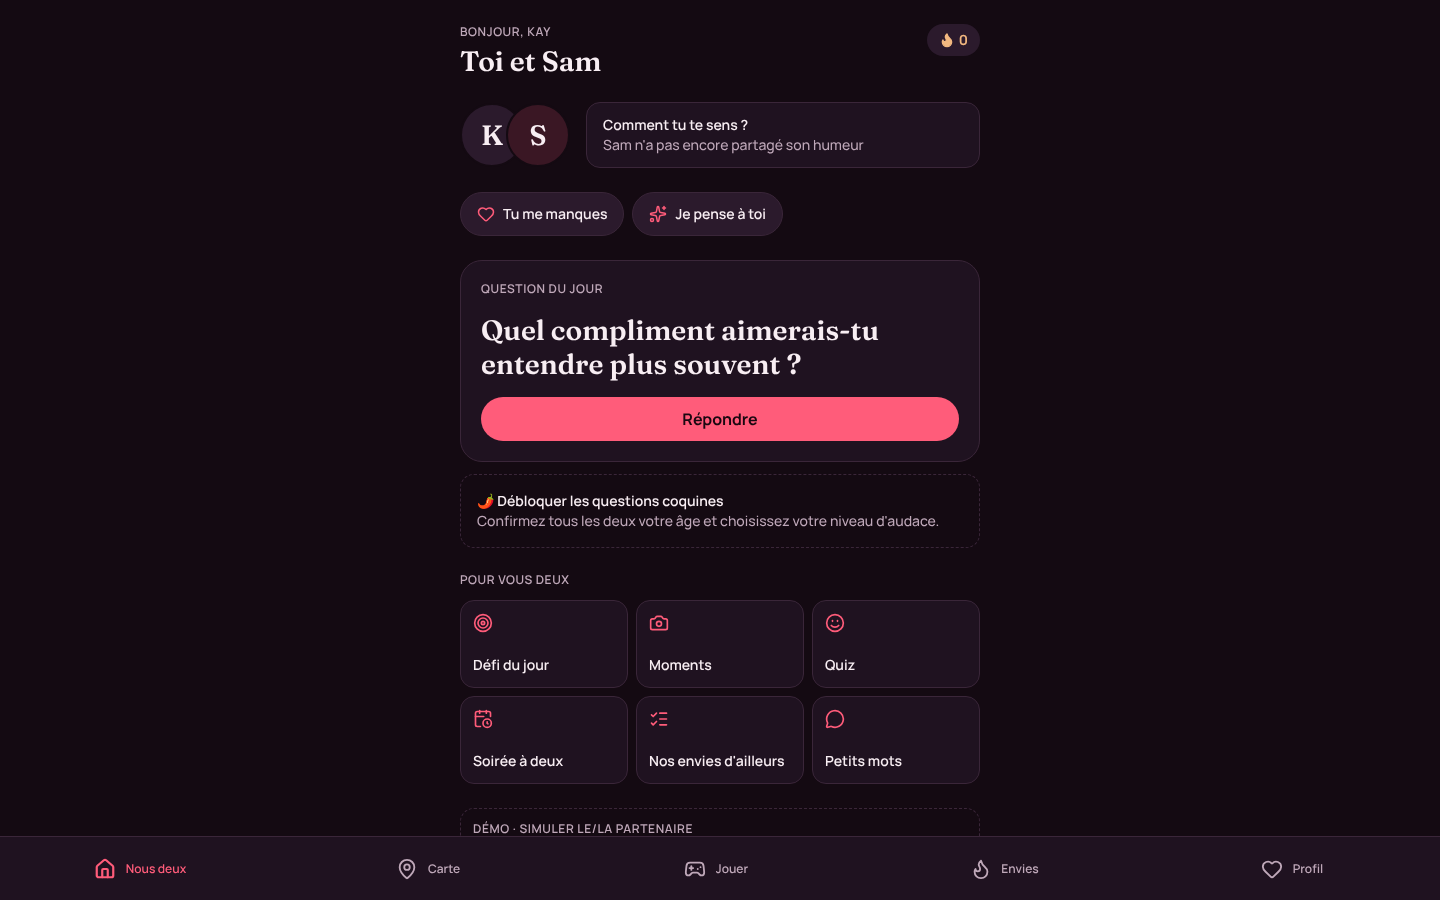 BONJOUR, KAY
Toi et Sam
0
K
S
Comment tu te sens ?
Sam n'a pas encore partagé son humeur
Tu me manques
Je pense à toi
QUESTION DU JOUR
Quel compliment aimerais-tu
entendre plus souvent ?
Répondre
🌶️ Débloquer les questions coquines
Confirmez tous les deux votre âge et choisissez votre niveau d'audace.
POUR VOUS DEUX
Défi du jour
Moments
Quiz
Soirée à deux
Nos envies d'ailleurs
Petits mots
DÉMO · SIMULER LE/LA PARTENAIRE
Nous deux
Carte
Jouer
Envies
Profil